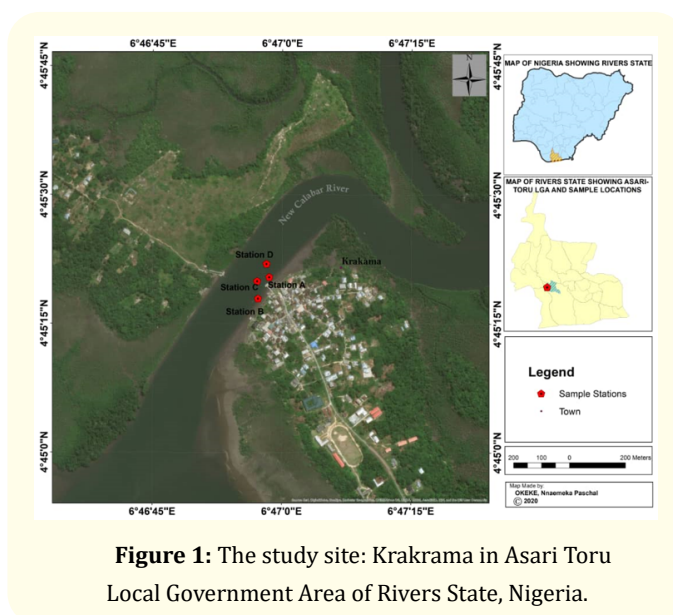 6°46'45"E 6°47'0"E 6°47'15"E
4°45'45"N 4°45'45"N
N
MAP OF NIGERIA SHOWING RIVERS STATE
4°45'30"N 4°45'30"N
New Calabar River
MAP OF RIVERS STATE SHOWING ASARI-
TORU LGA AND SAMPLE LOCATIONS
Station D
Krakama
Station C Station A
Station B
4°45'15"N 4°45'15"N
Legend
Sample Stations
Town
4°45'0"N 4°45'0"N
200 100 0 200 Meters
Map Made by:
OKEKE, Nnaemeka Paschal
© 2020
6°46'45"E 6°47'0"E 6°47'15"E
Figure 1: The study site: Krakrama in Asari Toru
Local Government Area of Rivers State, Nigeria.